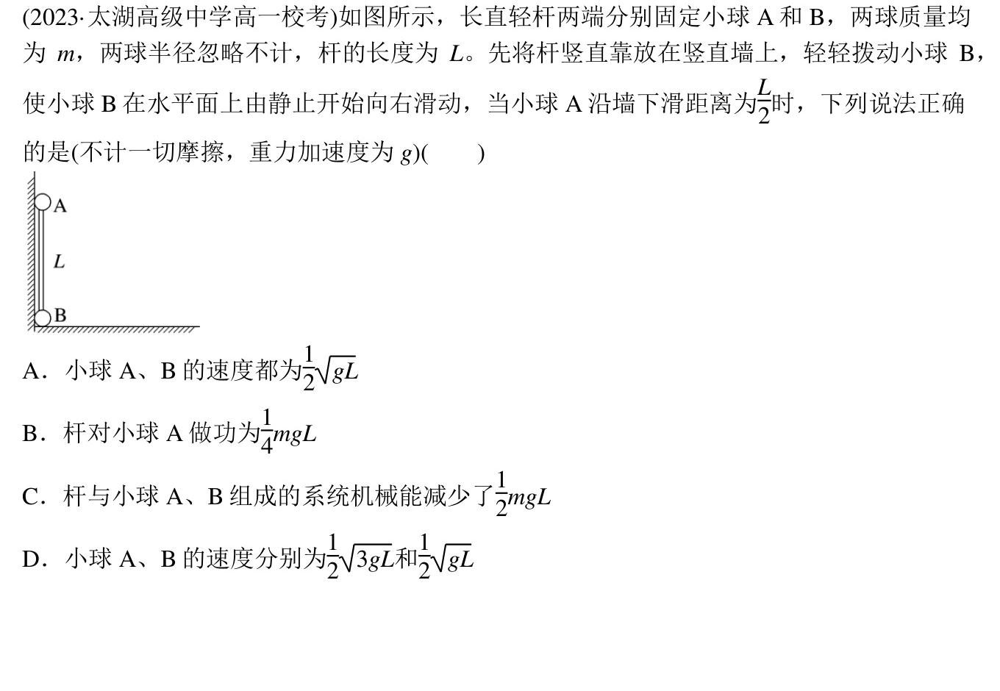 (2023·太湖高级中学高一校考)如图所示，长直轻杆两端分别固定小球 A 和 B，两球质量均
为 m，两球半径忽略不计，杆的长度为 L。先将杆竖直靠放在竖直墙上，轻轻拨动小球 B，
使小球 B 在水平面上由静止开始向右滑动，当小球 A 沿墙下滑距离为\frac{L}{2}时，下列说法正确
的是(不计一切摩擦，重力加速度为 g)(　　)
A
L
B
A．小球 A、B 的速度都为\frac{1}{2}\sqrt{gL}
B．杆对小球 A 做功为\frac{1}{4}mgL
C．杆与小球 A、B 组成的系统机械能减少了\frac{1}{2}mgL
D．小球 A、B 的速度分别为\frac{1}{2}\sqrt{3gL}和\frac{1}{2}\sqrt{gL}